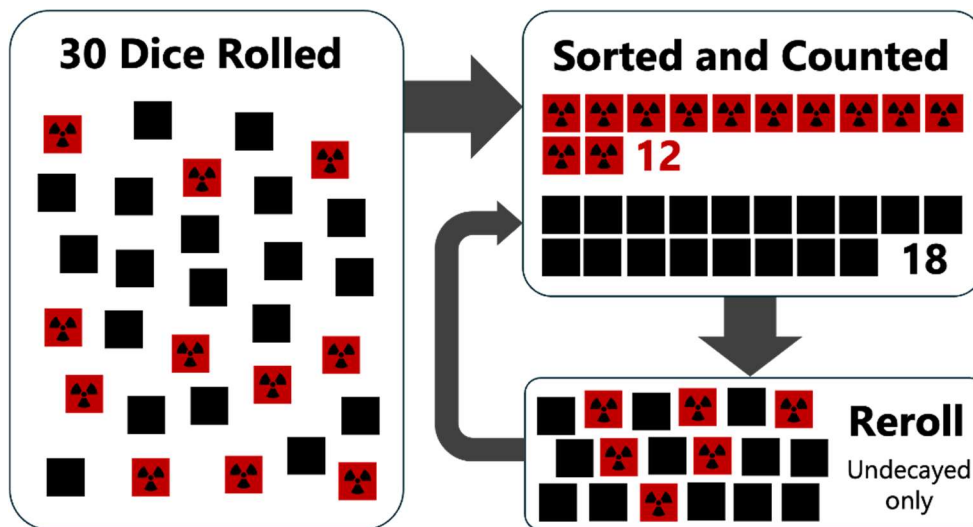 30 Dice Rolled
Sorted and Counted
12
18
Reroll
Undecayed
only